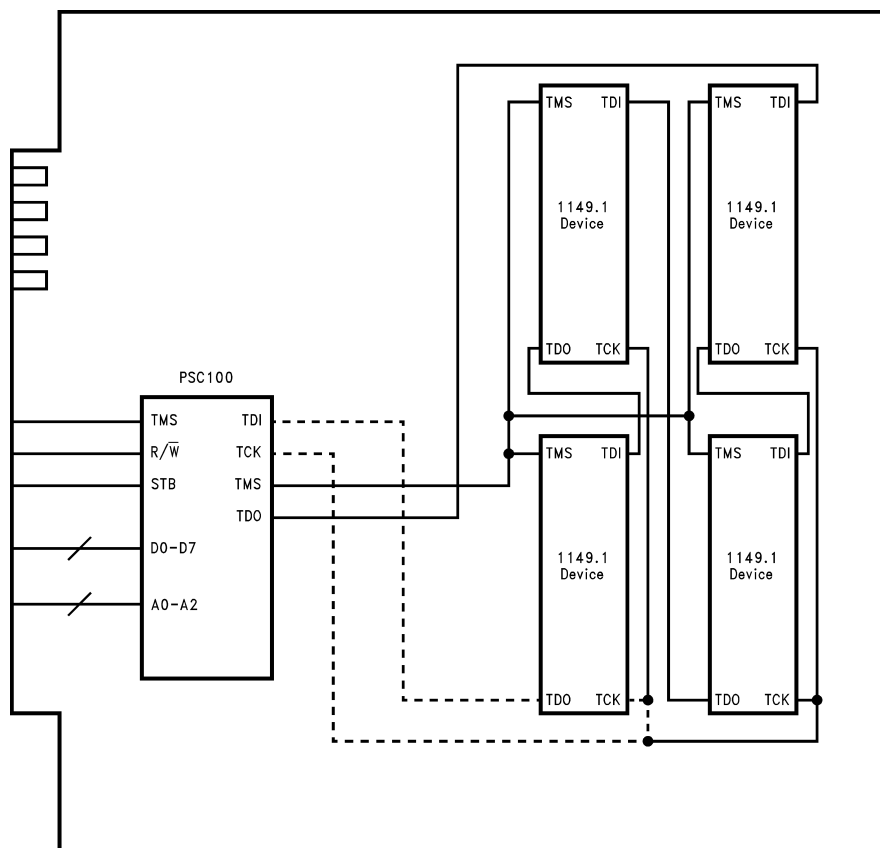 TMS TDI
TMS TDI
1149.1
Device
1149.1
Device
TDO TCK
TDO TCK
PSC100
TMS TDI
R/W̅ TCK
STB TMS
TDO
D0-D7
A0-A2
TMS TDI
TMS TDI
1149.1
Device
1149.1
Device
TDO TCK
TDO TCK